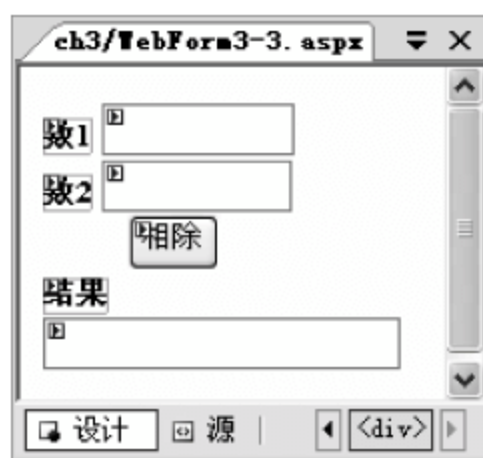 ch3/WebForm3-3.aspx
数1
数2
相除
结果
设计 源 <div>